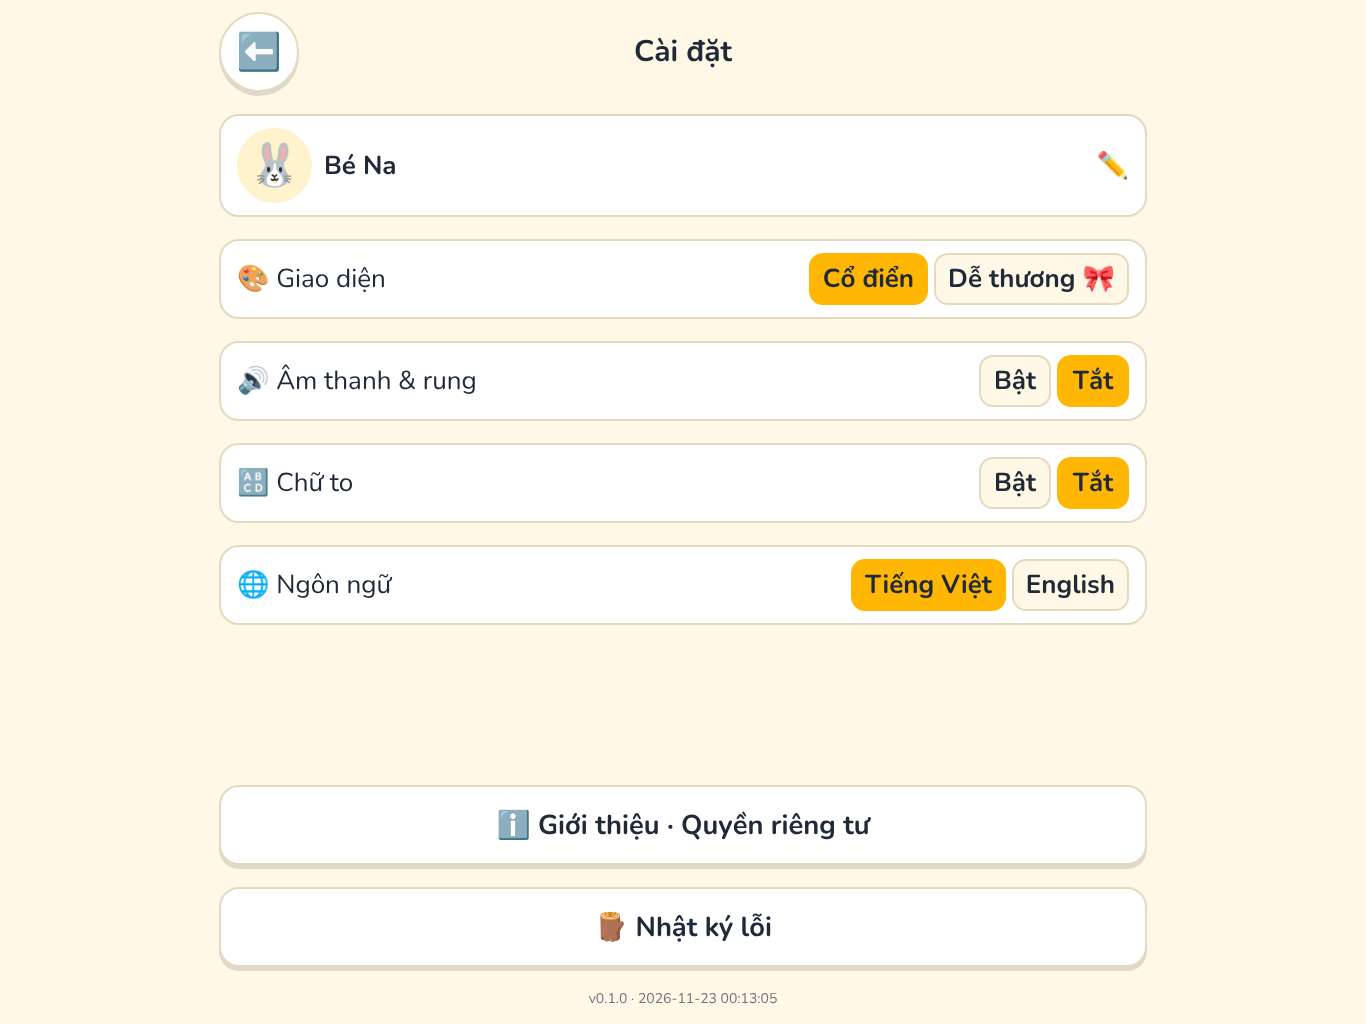 Cài đặt
Bé Na
Giao diện Cổ điển Dễ thương
Âm thanh & rung Bật Tắt
Chữ to Bật Tắt
Ngôn ngữ Tiếng Việt English
Giới thiệu · Quyền riêng tư
Nhật ký lỗi
v0.1.0 · 2026-11-23 00:13:05